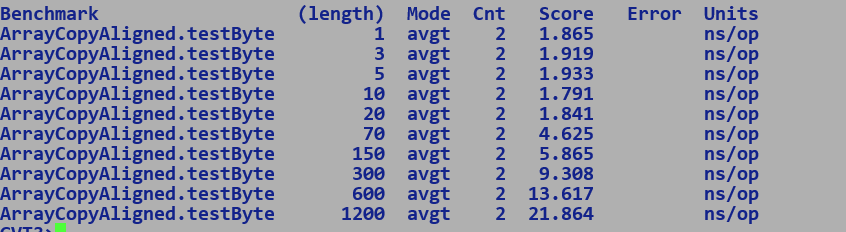 Benchmark (length) Mode Cnt Score Error Units
ArrayCopyAligned.testByte 1 avgt 2 1.865 ns/op
ArrayCopyAligned.testByte 3 avgt 2 1.919 ns/op
ArrayCopyAligned.testByte 5 avgt 2 1.933 ns/op
ArrayCopyAligned.testByte 10 avgt 2 1.791 ns/op
ArrayCopyAligned.testByte 20 avgt 2 1.841 ns/op
ArrayCopyAligned.testByte 70 avgt 2 4.625 ns/op
ArrayCopyAligned.testByte 150 avgt 2 5.865 ns/op
ArrayCopyAligned.testByte 300 avgt 2 9.308 ns/op
ArrayCopyAligned.testByte 600 avgt 2 13.617 ns/op
ArrayCopyAligned.testByte 1200 avgt 2 21.864 ns/op